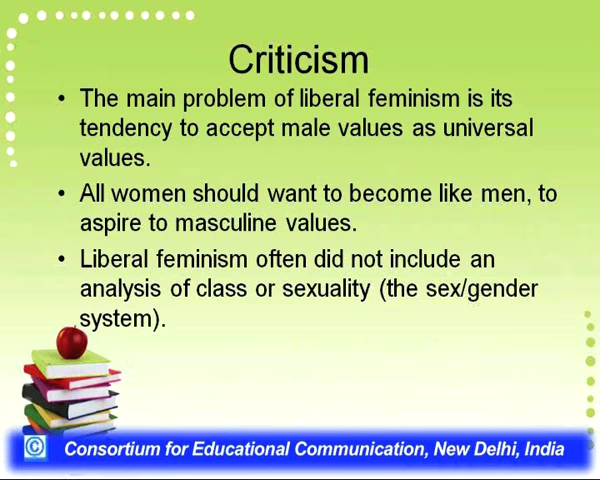 Criticism
• The main problem of liberal feminism is its
tendency to accept male values as universal
values.
• All women should want to become like men, to
aspire to masculine values.
• Liberal feminism often did not include an
analysis of class or sexuality (the sex/gender
system).
© Consortium for Educational Communication, New Delhi, India